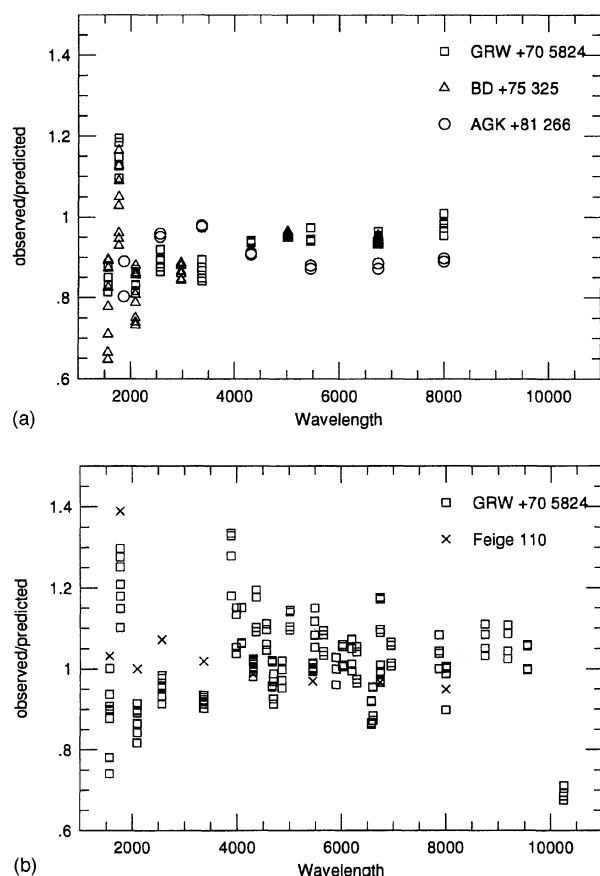 1.4
1.2
1
.8
.6
observed/predicted
GRW +70 5824
BD +75 325
AGK +81 266
2000
4000
6000
8000
10000
Wavelength
(a)
1.4
1.2
1
.8
.6
observed/predicted
GRW +70 5824
Feige 110
2000
4000
6000
8000
10000
Wavelength
(b)